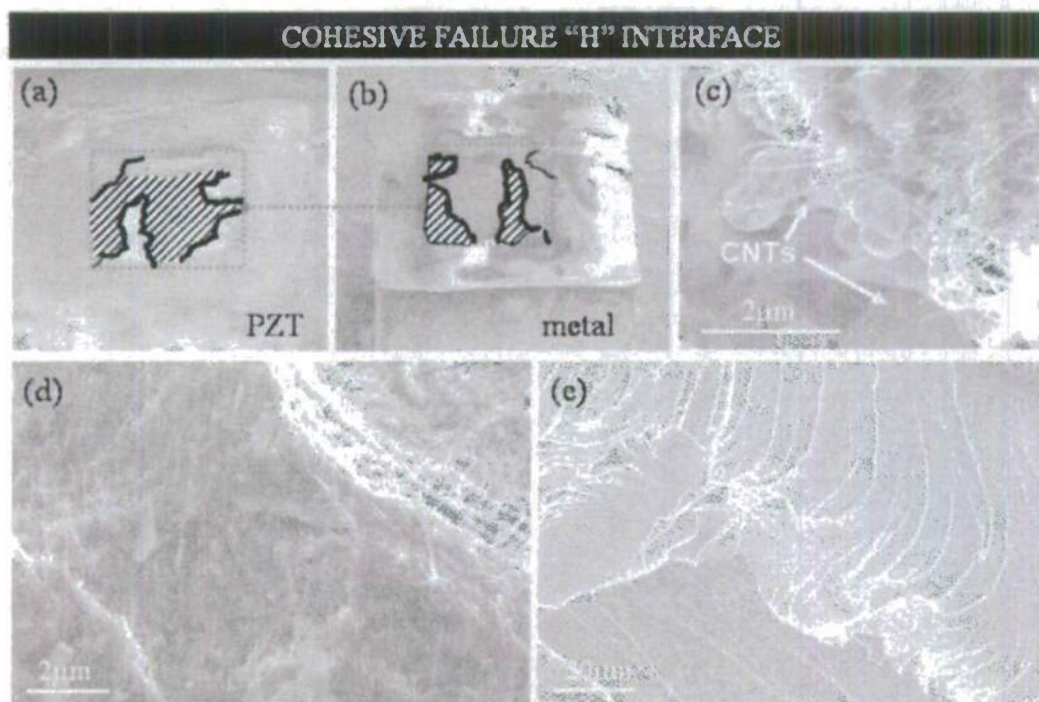 COHESIVE FAILURE “H” INTERFACE
(a)
(b)
(c)
CNTs
2μm
PZT
metal
(d)
(e)
2μm